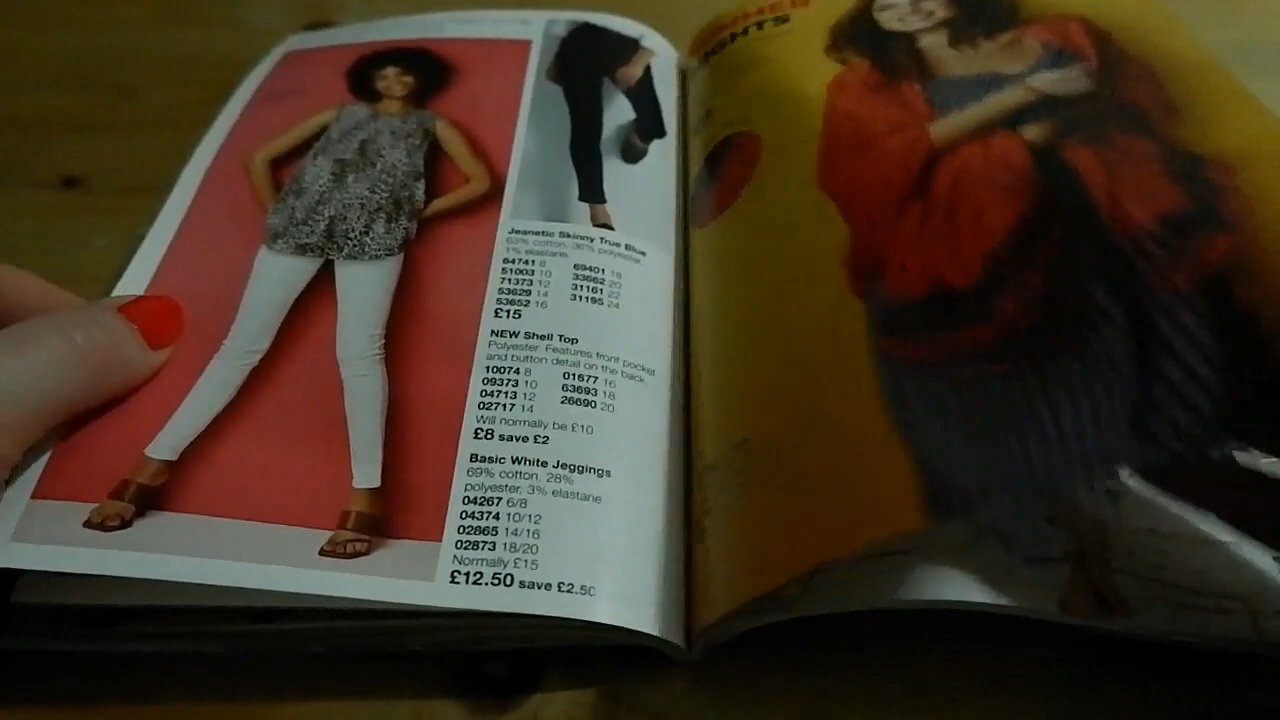 Jeanetic Skinny True Blue
63% cotton, 36% polyester,
1% elastane.
64741 8 69401 18
51003 10 33662 20
71373 12 31161 22
53629 14 31195 24
53652 16
£15
NEW Shell Top
Polyester. Features front pocket
and button detail on the back.
10074 8 01677 16
09373 10 63693 18
04713 12 26690 20
02717 14
Will normally be £10
£8 save £2
Basic White Jeggings
69% cotton, 28%
polyester, 3% elastane
04267 6/8
04374 10/12
02865 14/16
02873 18/20
Normally £15
£12.50 save £2.50